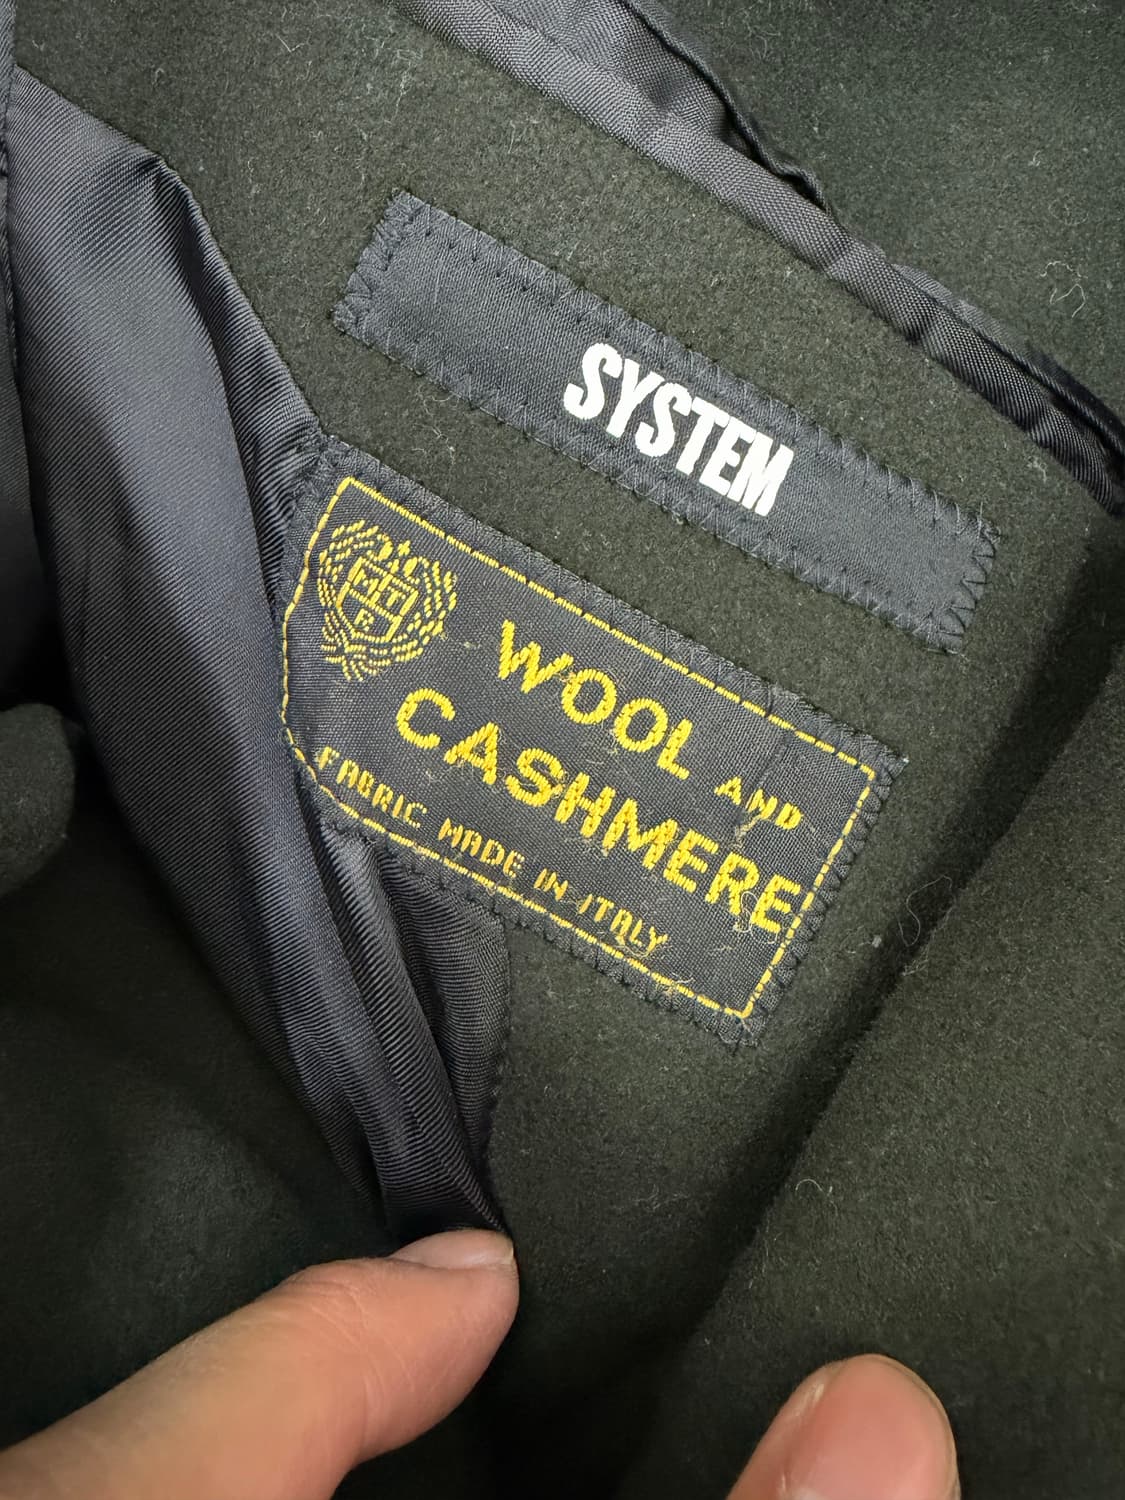 SYSTEM
WOOL AND
CASHMERE
FABRIC MADE IN ITALY